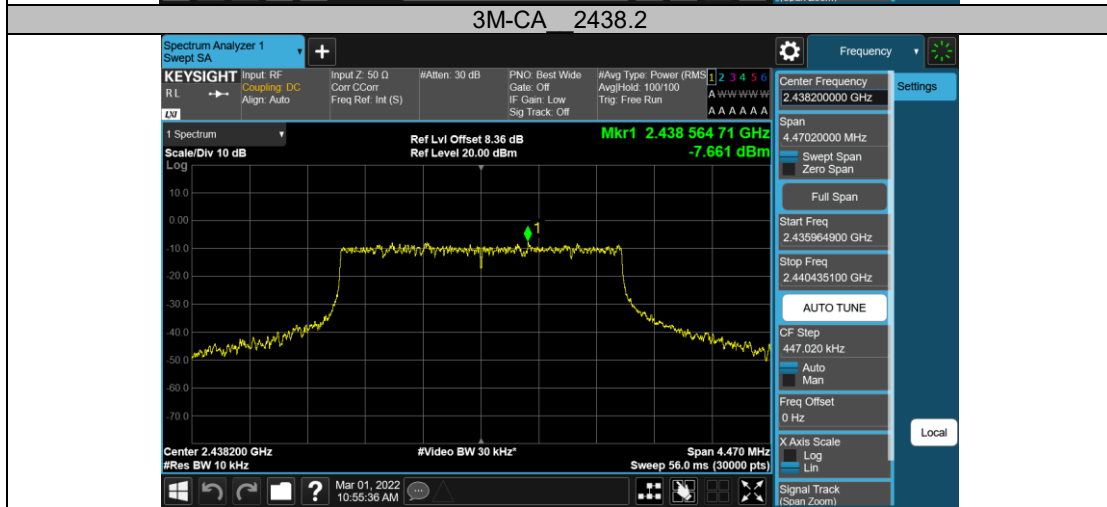 3M-CA__2438.2
Spectrum Analyzer 1
Swept SA
Frequency
KEYSIGHT
R L
LXI
Input: RF
Coupling: DC
Align: Auto
Input Z: 50 Ω
Corr CCorr
Freq Ref: Int (S)
#Atten: 30 dB
PNO: Best Wide
Gate: Off
IF Gain: Low
Sig Track: Off
#Avg Type: Power (RMS
Avg|Hold: 100/100
Trig: Free Run
1 2 3 4 5 6
A W W W W W
A A A A A A
1 Spectrum
Scale/Div 10 dB
Log
Ref Lvl Offset 8.36 dB
Ref Level 20.00 dBm
Mkr1 2.438 564 71 GHz
-7.661 dBm
10.0
0.00
-10.0
-20.0
-30.0
-40.0
-50.0
-60.0
-70.0
1
Center 2.438200 GHz
#Res BW 10 kHz
#Video BW 30 kHz*
Span 4.470 MHz
Sweep 56.0 ms (30000 pts)
Center Frequency
2.438200000 GHz
Settings
Span
4.47020000 MHz
Swept Span
Zero Span
Full Span
Start Freq
2.435964900 GHz
Stop Freq
2.440435100 GHz
AUTO TUNE
CF Step
447.020 kHz
Auto
Man
Freq Offset
0 Hz
X Axis Scale
Log
Lin
Local
Signal Track
(Span Zoom)
Mar 01, 2022
10:55:36 AM